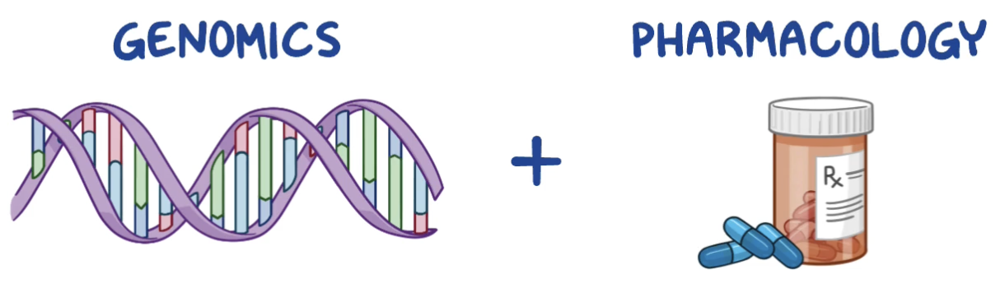 GENOMICS
PHARMACOLOGY
+
Rx